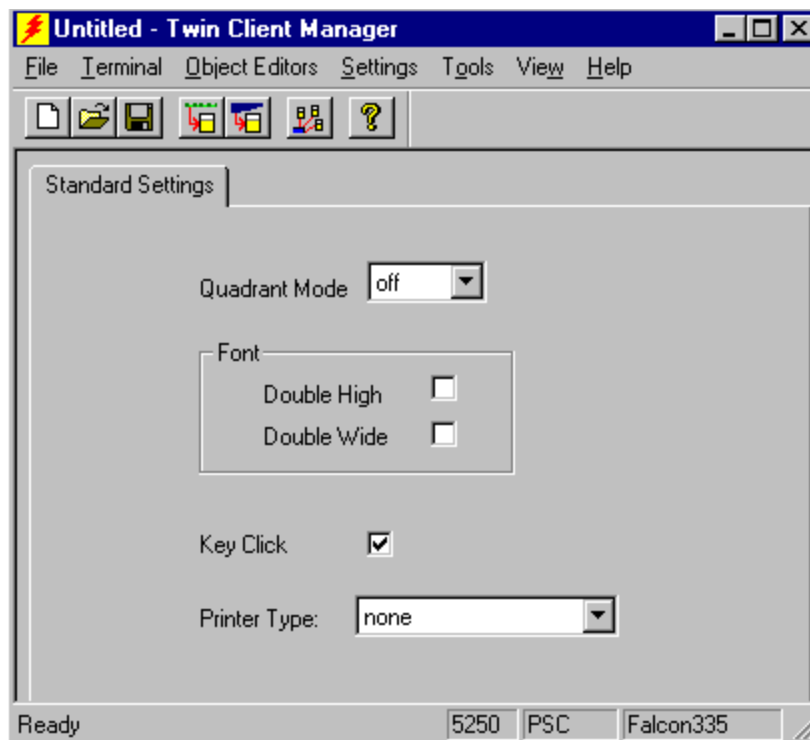 Untitled - Twin Client Manager
File Terminal Object Editors Settings Tools View Help
Standard Settings
Quadrant Mode off
Font
Double High
Double Wide
Key Click
Printer Type: none
Ready 5250 PSC Falcon335